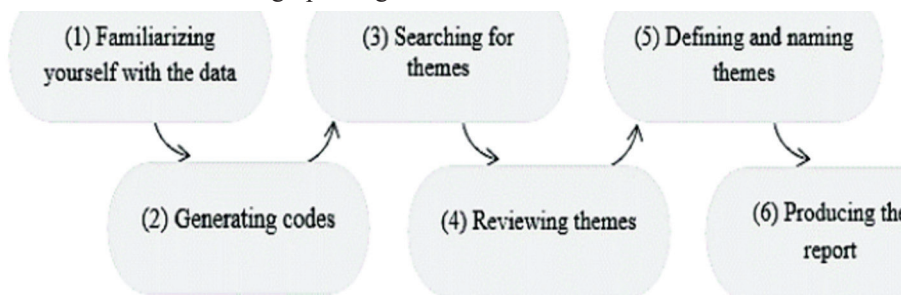 (1) Familiarizing
yourself with the data
(2) Generating codes
(3) Searching for
themes
(4) Reviewing themes
(5) Defining and naming
themes
(6) Producing the
report